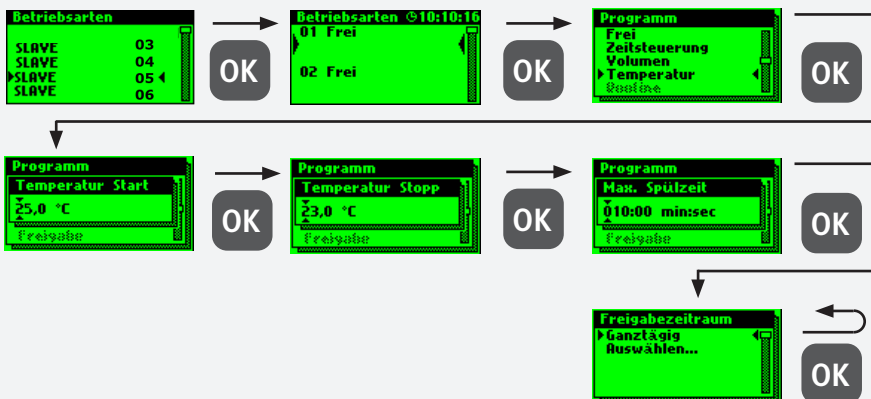 Betriebsarten
SLAVE 03
SLAVE 04
SLAVE 05
SLAVE 06
OK
Betriebsarten 10:10:16
01 Frei
02 Frei
OK
Programm
Frei
Zeitsteuerung
Volumen
Temperatur
OK
Programm
Temperatur Start
25,0 °C
Freigabe
OK
Programm
Temperatur Stopp
23,0 °C
Freigabe
OK
Programm
Max. Spülzeit
010:00 min:sec
Freigabe
OK
Freigabezeitraum
Ganztägig
Auswählen...
OK